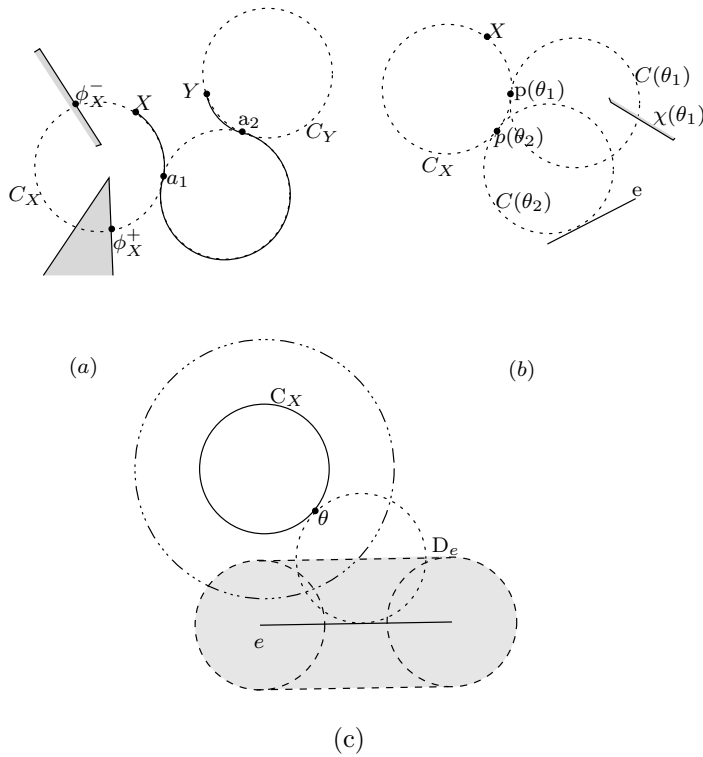 ϕ_X^-
X
Y
a_2
C_Y
C_X
a_1
ϕ_X^+
(a)
X
p(θ_1)
C(θ_1)
χ(θ_1)
p(θ_2)
C_X
C(θ_2)
e
(b)
C_X
θ
D_e
e
(c)